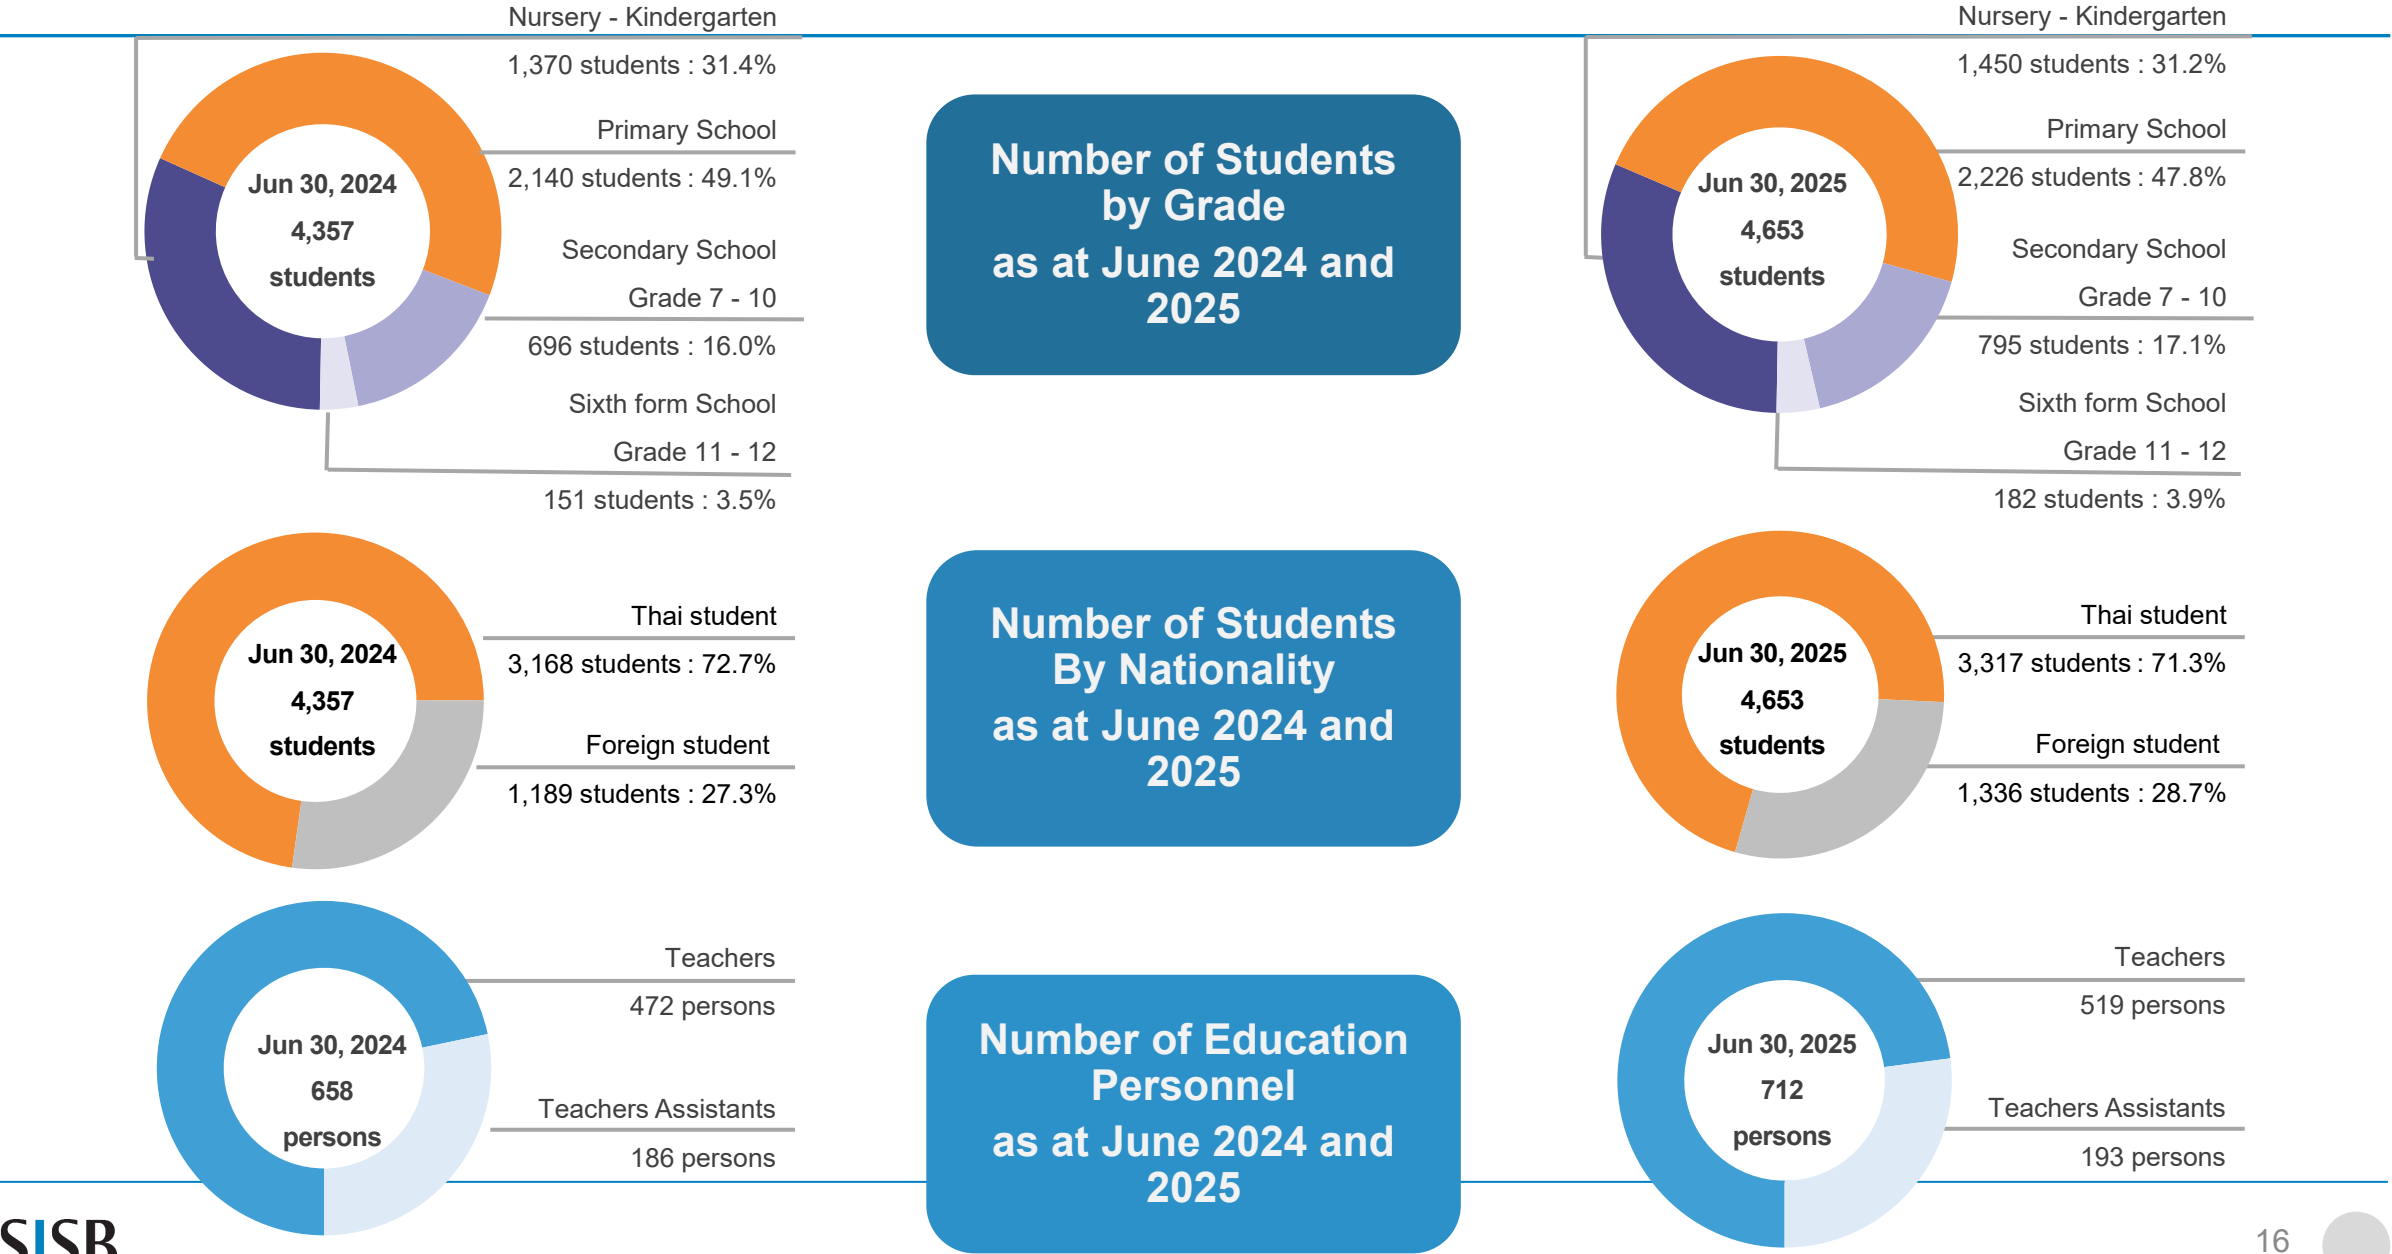 Nursery - Kindergarten
1,370 students : 31.4%
Primary School
2,140 students : 49.1%
Secondary School
Grade 7 - 10
696 students : 16.0%
Sixth form School
Grade 11 - 12
151 students : 3.5%
Jun 30, 2024
4,357
students
Number of Students
by Grade
as at June 2024 and
2025
Nursery - Kindergarten
1,450 students : 31.2%
Primary School
2,226 students : 47.8%
Secondary School
Grade 7 - 10
795 students : 17.1%
Sixth form School
Grade 11 - 12
182 students : 3.9%
Jun 30, 2025
4,653
students
Jun 30, 2024
4,357
students
Thai student
3,168 students : 72.7%
Foreign student
1,189 students : 27.3%
Number of Students
By Nationality
as at June 2024 and
2025
Jun 30, 2025
4,653
students
Thai student
3,317 students : 71.3%
Foreign student
1,336 students : 28.7%
Jun 30, 2024
658
persons
Teachers
472 persons
Teachers Assistants
186 persons
Number of Education
Personnel
as at June 2024 and
2025
Jun 30, 2025
712
persons
Teachers
519 persons
Teachers Assistants
193 persons
SISB
16